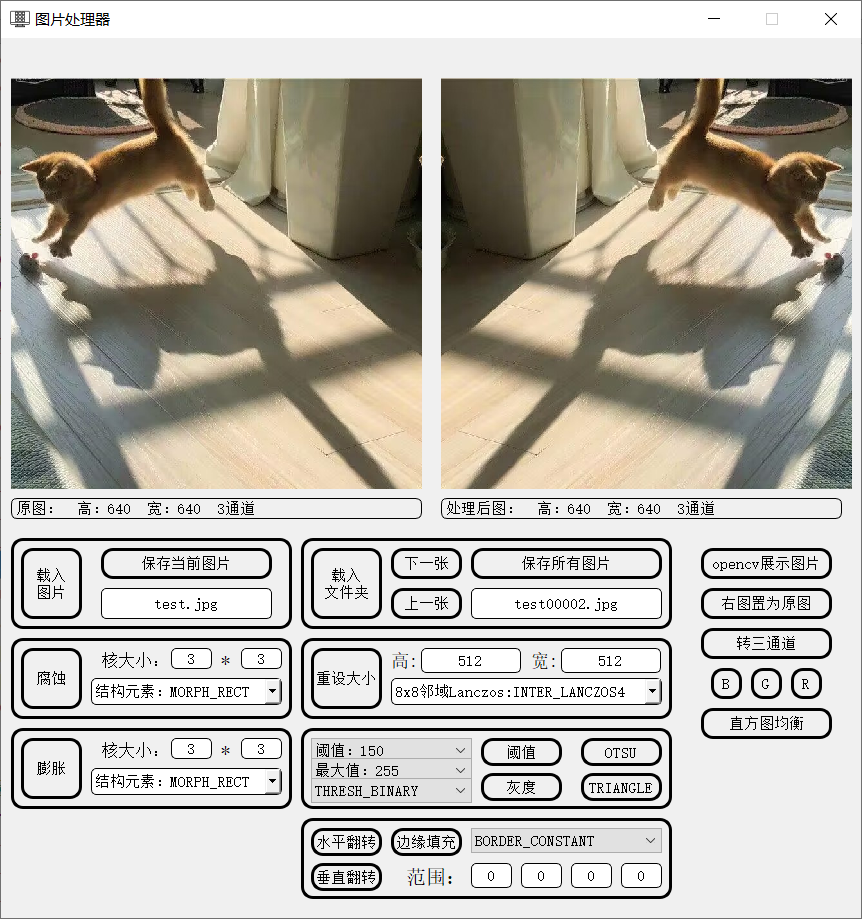 图片处理器
原图： 高：640 宽：640 3通道
处理后图： 高：640 宽：640 3通道
载入
图片
保存当前图片
test.jpg
载入
文件夹
下一张
保存所有图片
上一张
test00002.jpg
opencv展示图片
右图置为原图
转三通道
B G R
直方图均衡
腐蚀
核大小： 3 * 3
结构元素：MORPH_RECT
重设大小
高： 512 宽： 512
8x8邻域Lanczos:INTER_LANCZOS4
膨胀
核大小： 3 * 3
结构元素：MORPH_RECT
阈值：150
最大值：255
THRESH_BINARY
阈值
OTSU
灰度
TRIANGLE
水平翻转
边缘填充
BORDER_CONSTANT
垂直翻转
范围： 0 0 0 0